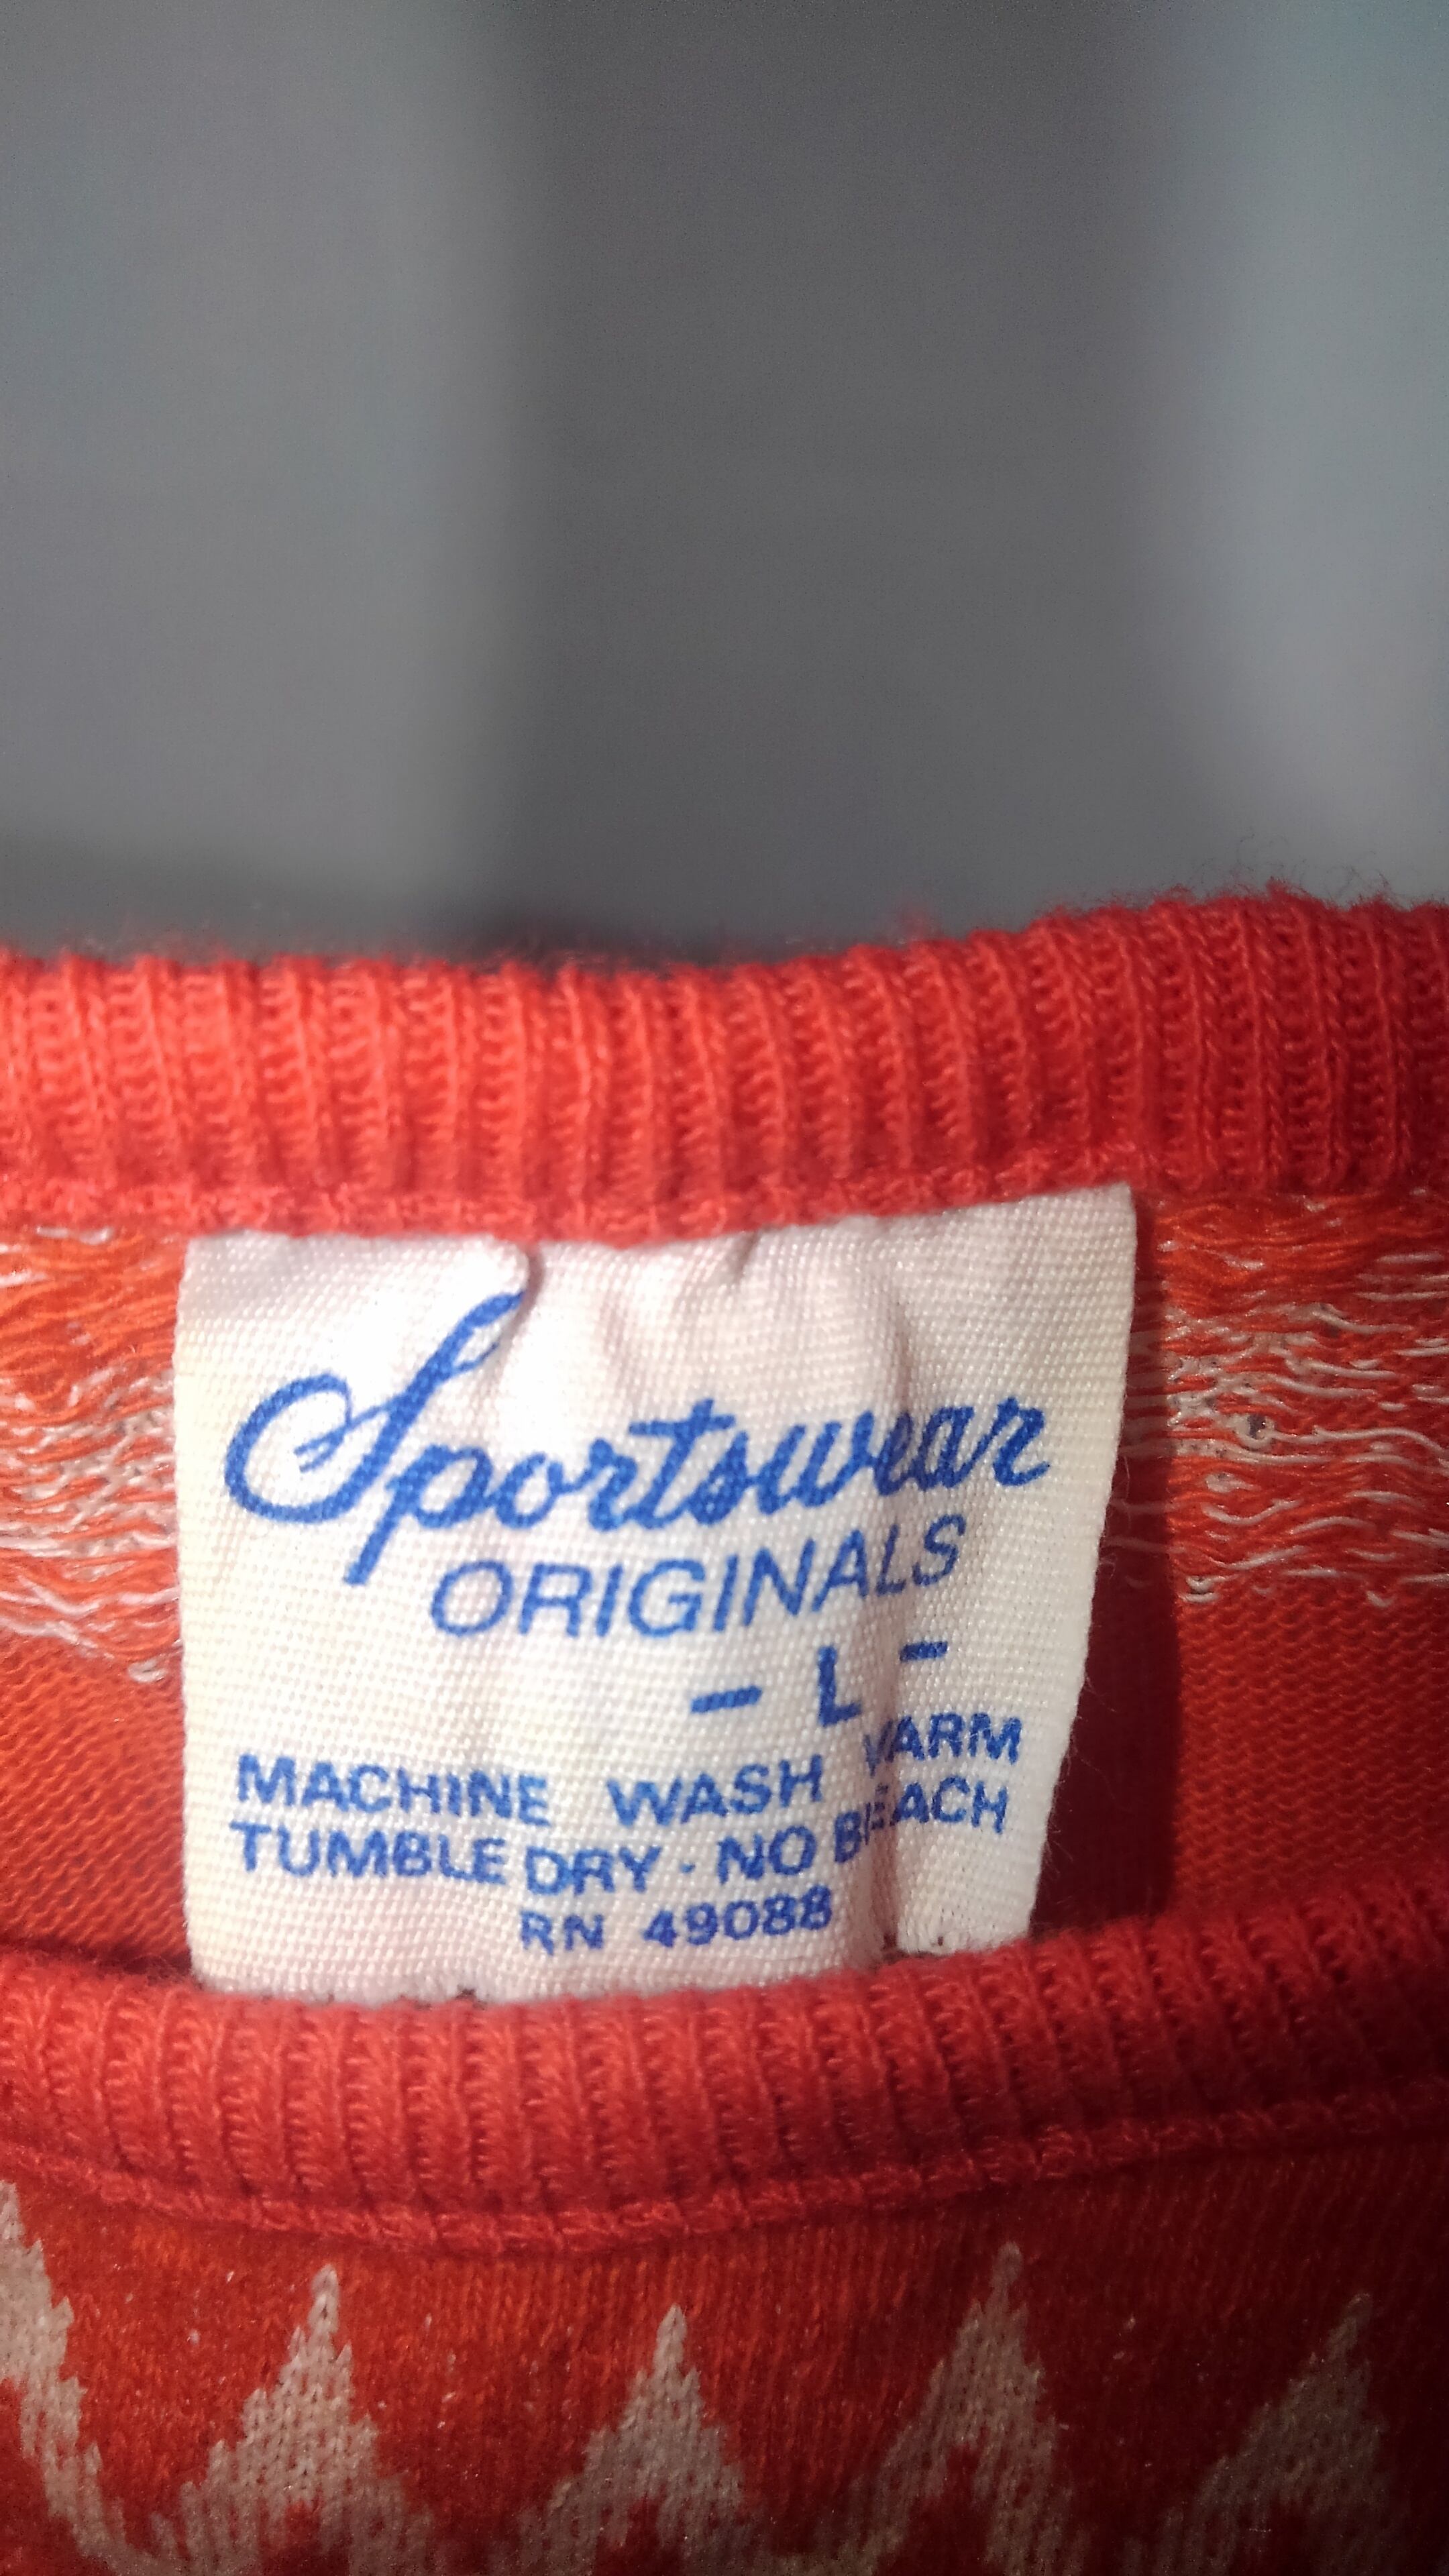 Sportswear
ORIGINALS
- L -
MACHINE WASH WARM
TUMBLE DRY · NO BLEACH
RN 49088